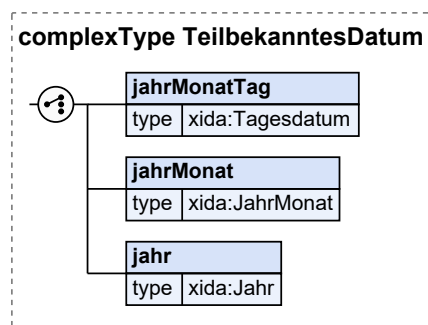 complexType TeilbekanntesDatum
jahrMonatTag
type xida:Tagesdatum
jahrMonat
type xida:JahrMonat
jahr
type xida:Jahr